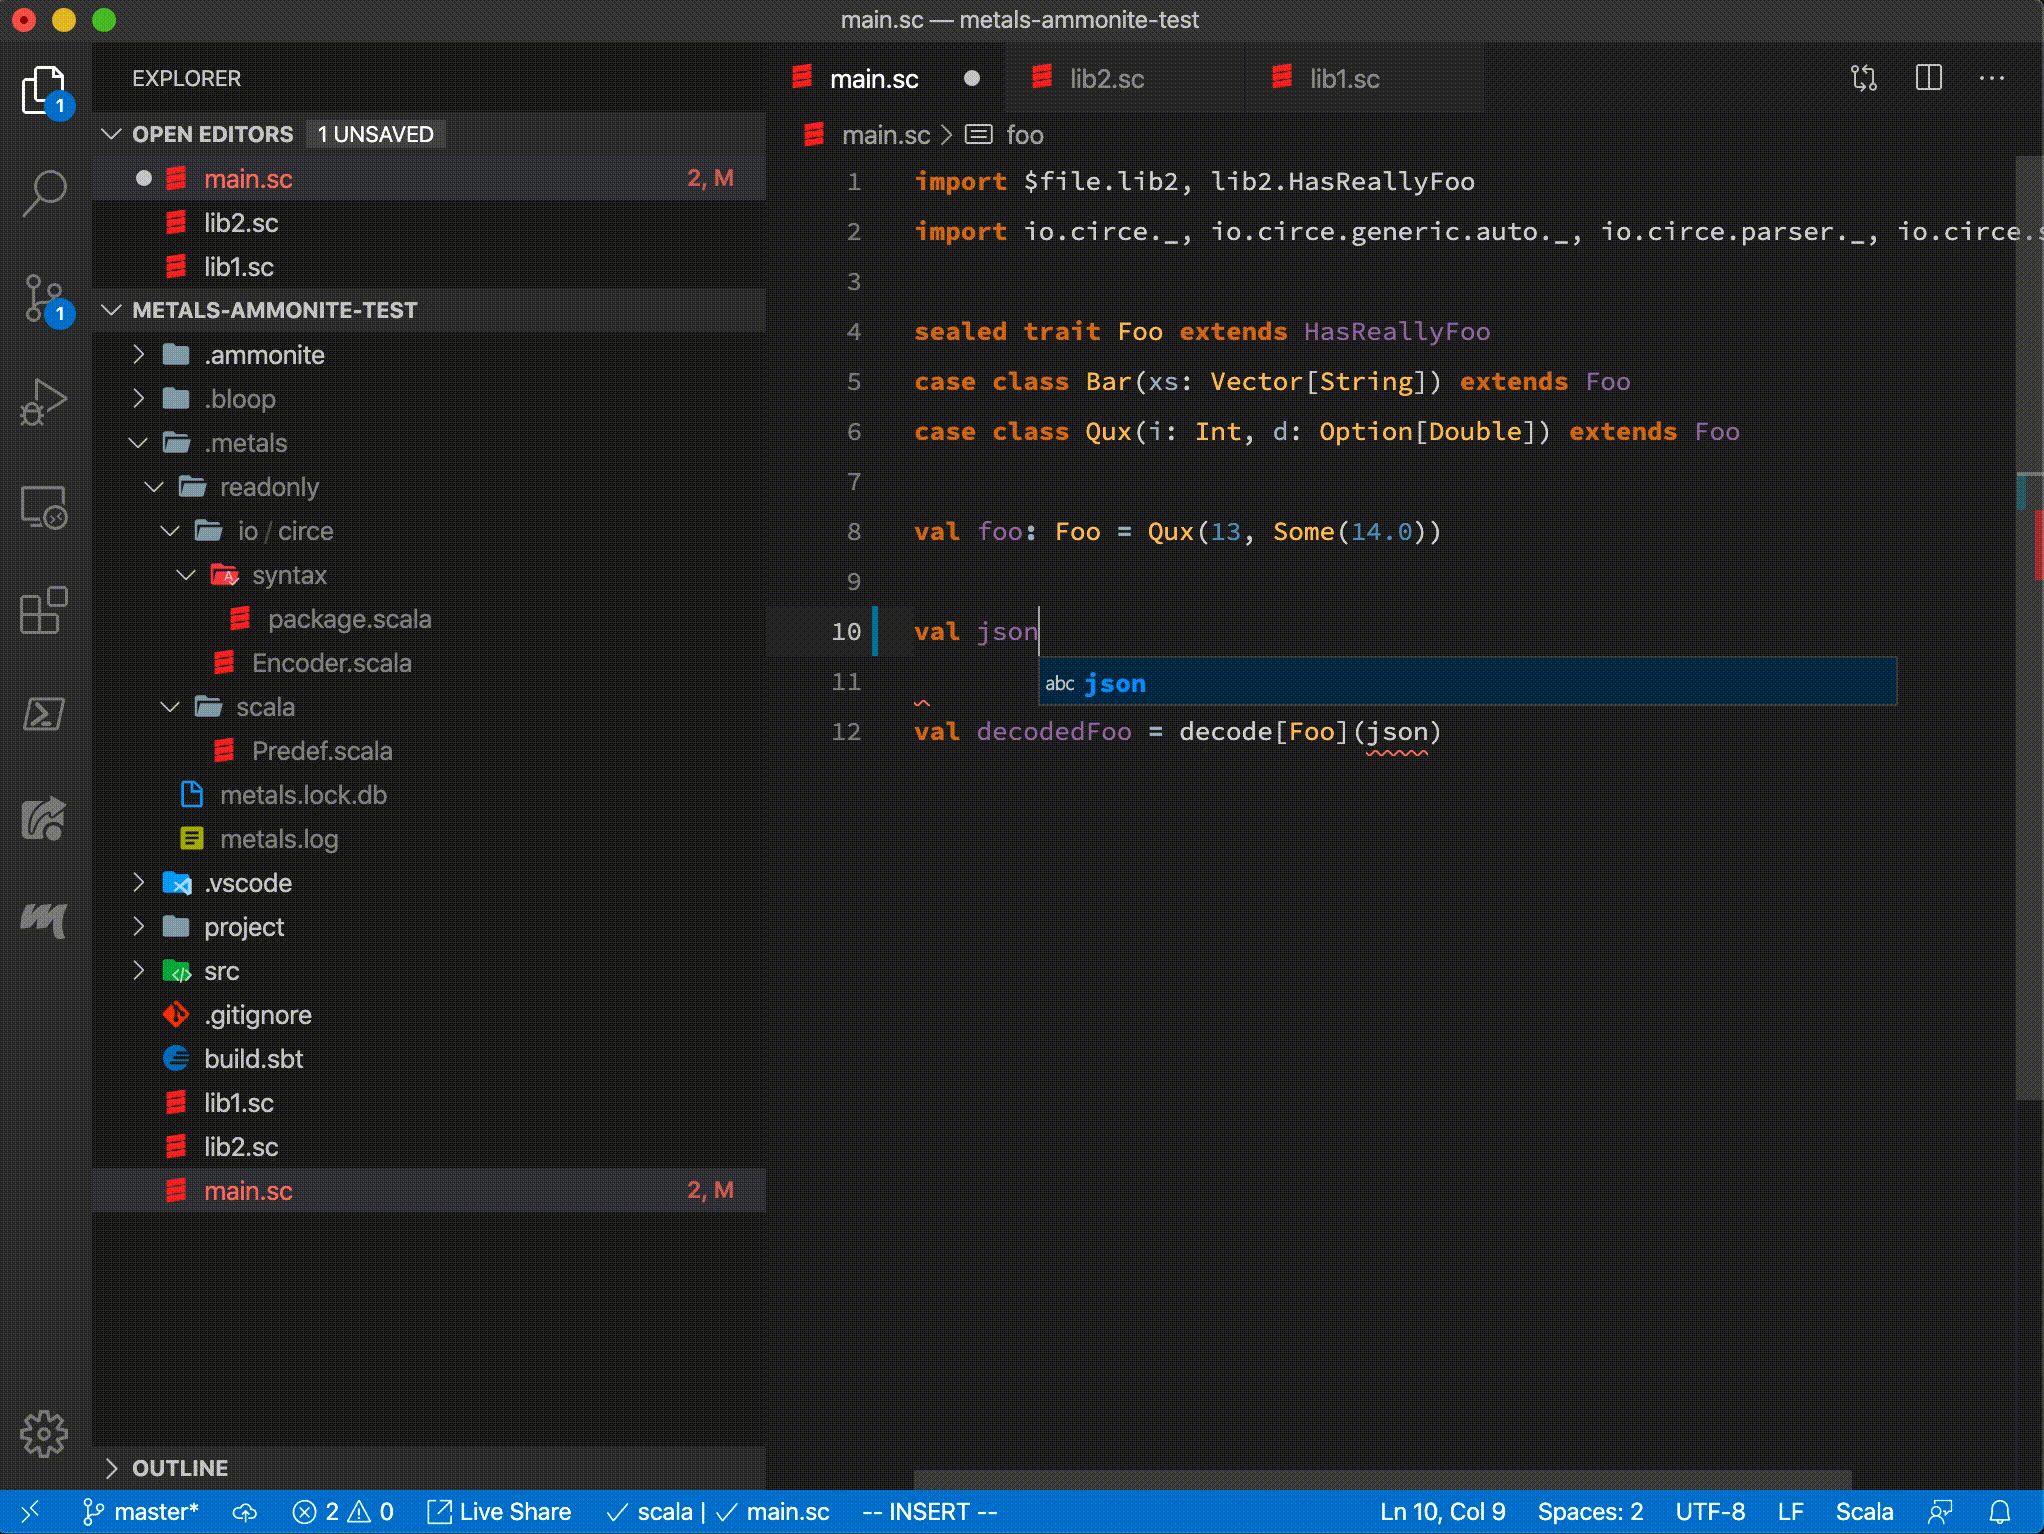 main.sc — metals-ammonite-test
1
1
EXPLORER
OPEN EDITORS 1 UNSAVED
main.sc 2, M
lib2.sc
lib1.sc
METALS-AMMONITE-TEST
.ammonite
.bloop
.metals
readonly
io / circe
syntax
package.scala
Encoder.scala
scala
Predef.scala
metals.lock.db
metals.log
.vscode
project
src
.gitignore
build.sbt
lib1.sc
lib2.sc
main.sc 2, M
OUTLINE
main.sc lib2.sc lib1.sc
main.sc > foo
1 import $file.lib2, lib2.HasReallyFoo
2 import io.circe._, io.circe.generic.auto._, io.circe.parser._, io.circe.s
3
4 sealed trait Foo extends HasReallyFoo
5 case class Bar(xs: Vector[String]) extends Foo
6 case class Qux(i: Int, d: Option[Double]) extends Foo
7
8 val foo: Foo = Qux(13, Some(14.0))
9
10 val json
11 abc json
12 val decodedFoo = decode[Foo](json)
master* 2 0 Live Share scala | main.sc -- INSERT -- Ln 10, Col 9 Spaces: 2 UTF-8 LF Scala